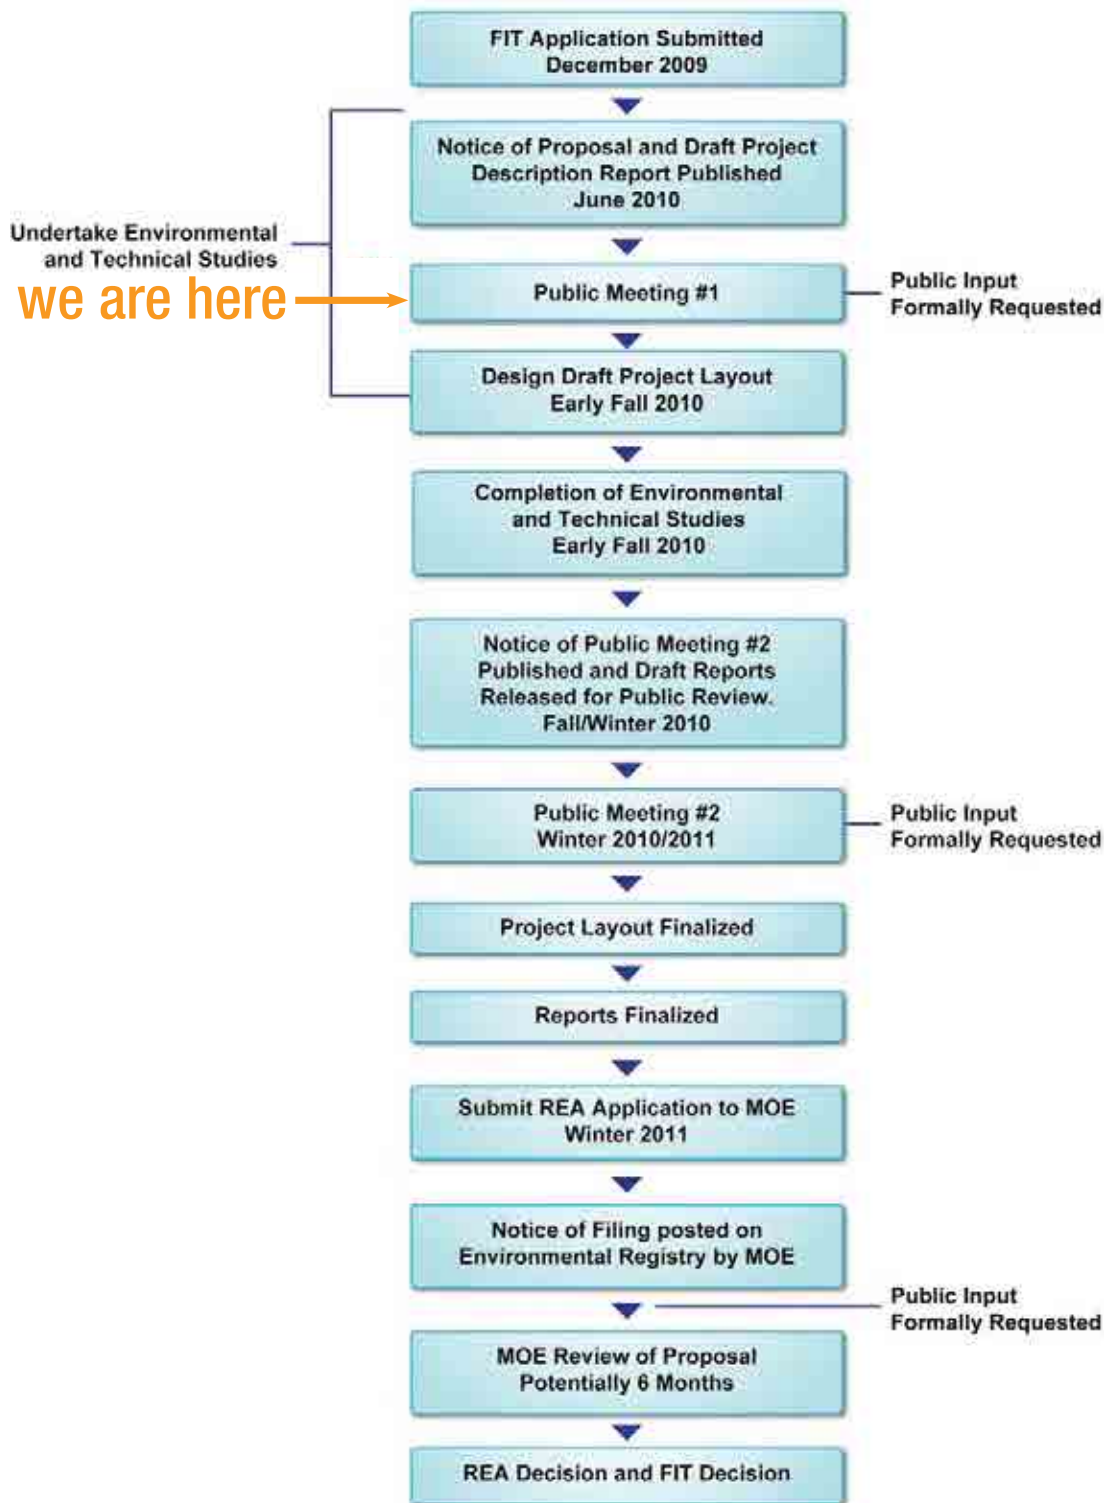 FIT Application Submitted
December 2009
Notice of Proposal and Draft Project
Description Report Published
June 2010
Undertake Environmental
and Technical Studies
we are here
Public Meeting #1
Public Input
Formally Requested
Design Draft Project Layout
Early Fall 2010
Completion of Environmental
and Technical Studies
Early Fall 2010
Notice of Public Meeting #2
Published and Draft Reports
Released for Public Review.
Fall/Winter 2010
Public Meeting #2
Winter 2010/2011
Public Input
Formally Requested
Project Layout Finalized
Reports Finalized
Submit REA Application to MOE
Winter 2011
Notice of Filing posted on
Environmental Registry by MOE
Public Input
Formally Requested
MOE Review of Proposal
Potentially 6 Months
REA Decision and FIT Decision